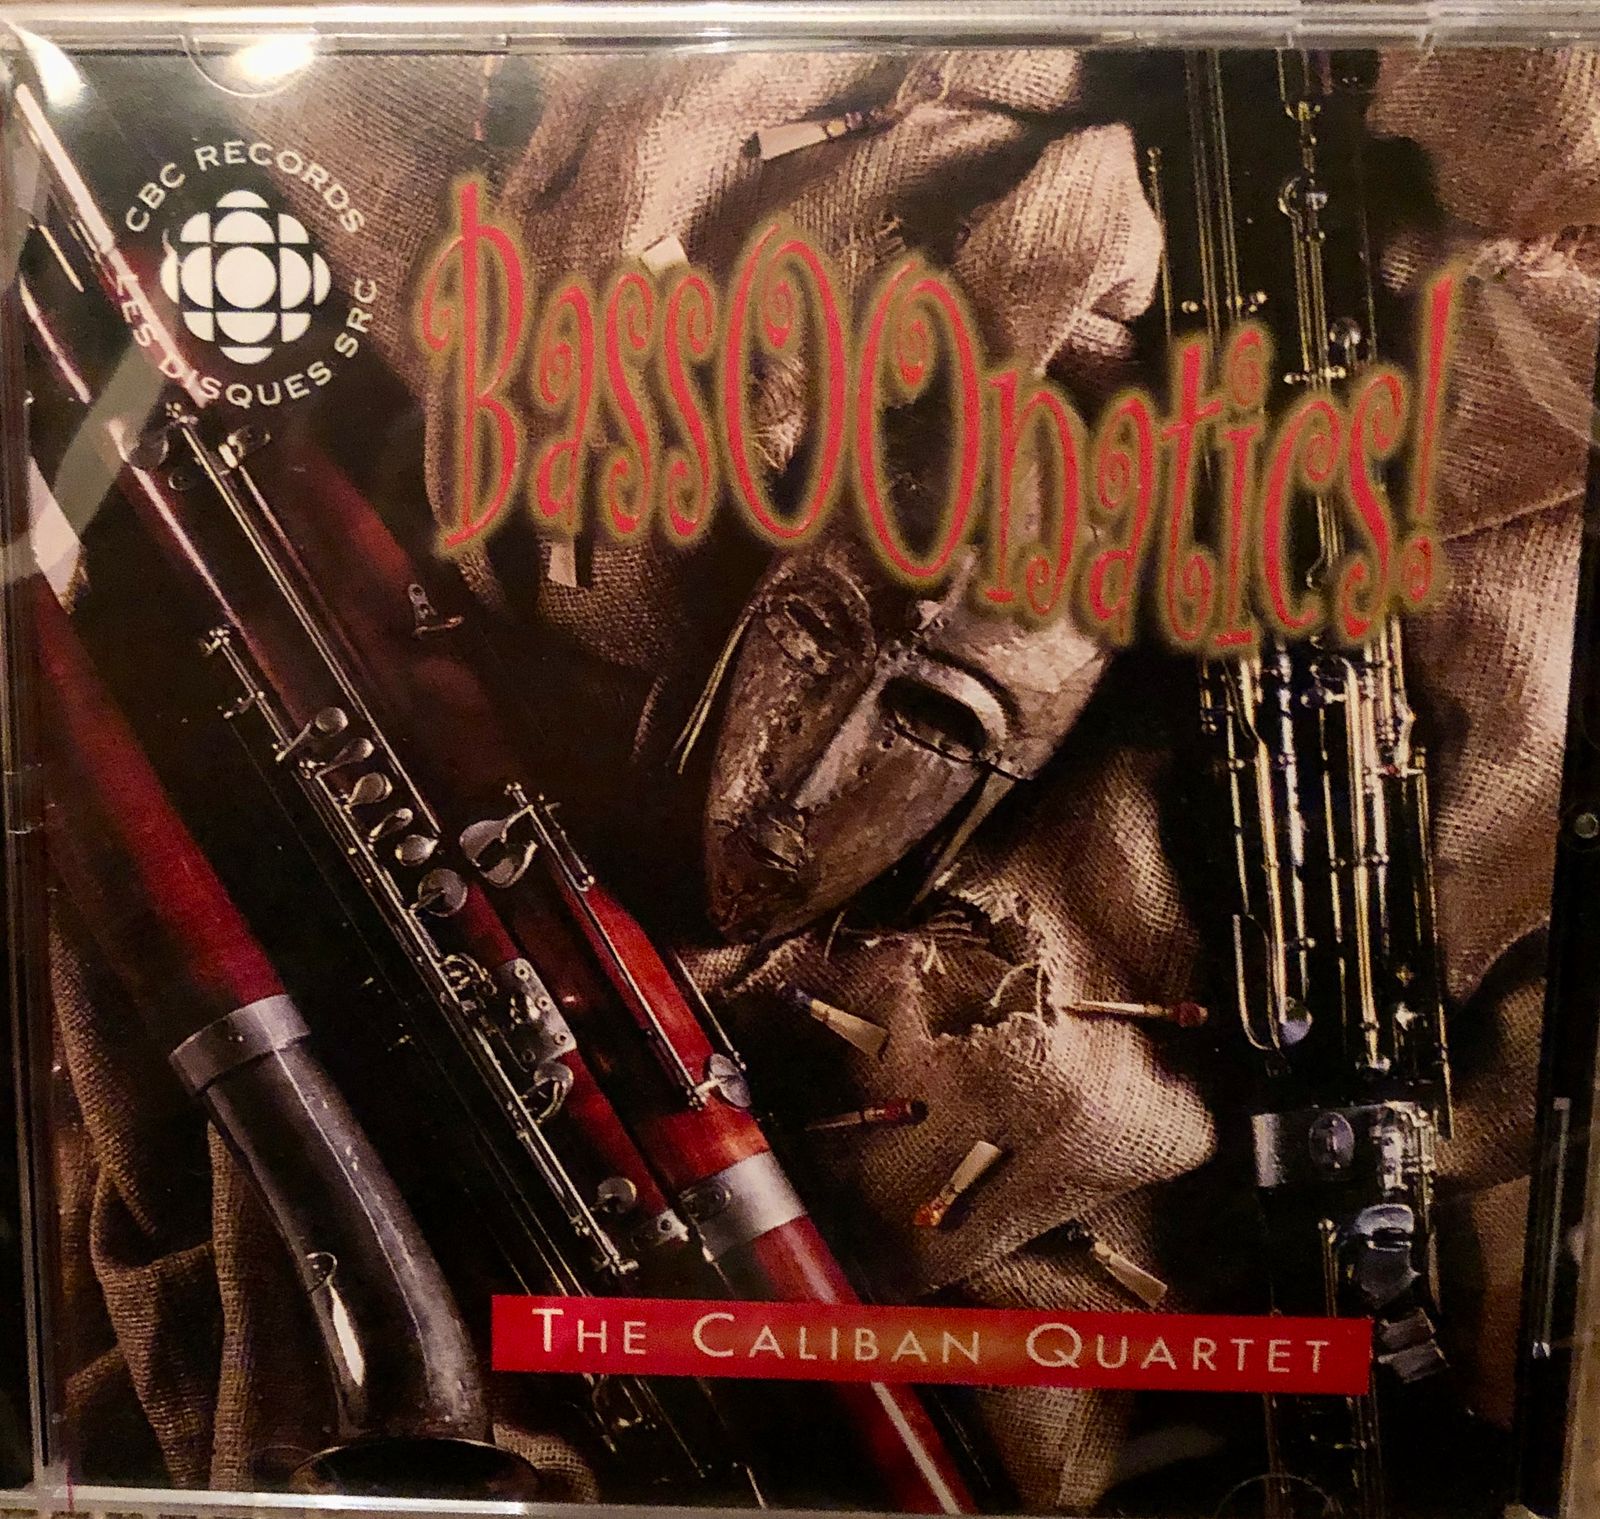 CBC RECORDS
LES DISQUES SRC
BassOOnatics!
THE CALIBAN QUARTET